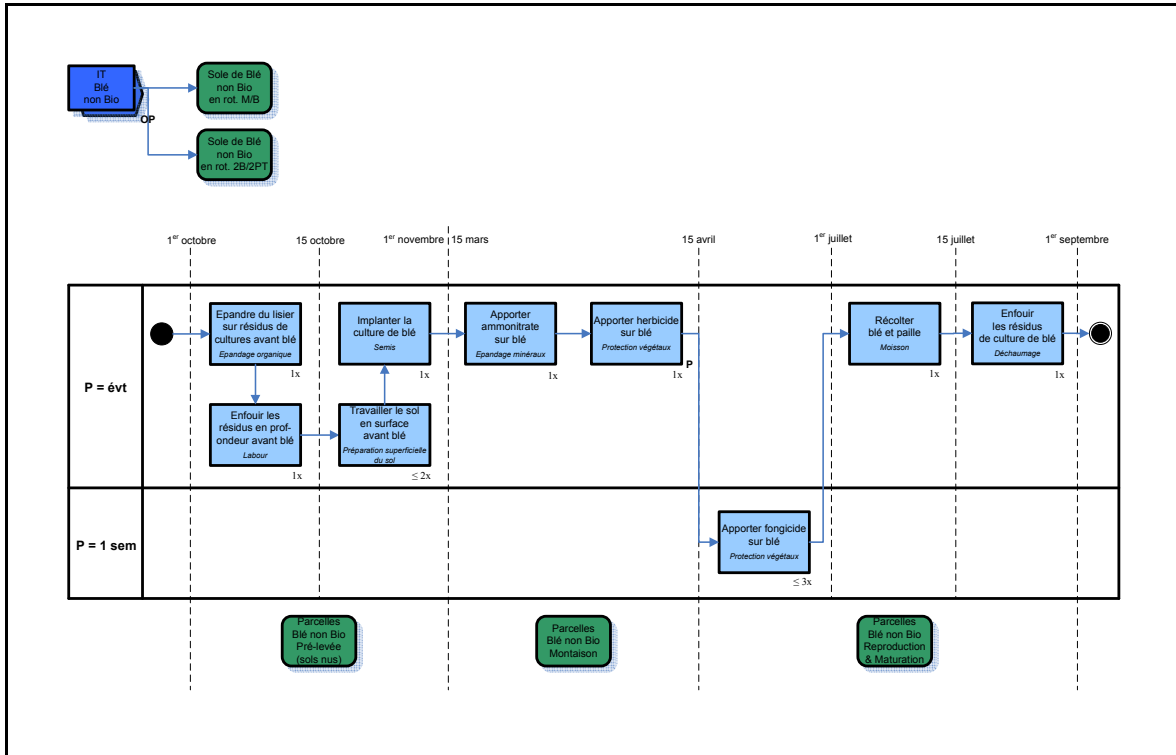 IT
Blé
non Bio
OP
Sole de Blé
non Bio
en rot. M/B
Sole de Blé
non Bio
en rot. 2B/2PT
1er octobre
15 octobre
1er novembre
15 mars
15 avril
1er juillet
15 juillet
1er septembre
P = évt
Epandre du lisier
sur résidus de
cultures avant blé
Epandage organique
1x
Implanter la
culture de blé
Semis
1x
Apporter
ammonitrate
sur blé
Epandage minéraux
1x
Apporter herbicide
sur blé
Protection végétaux
1x
P
Récolter
blé et paille
Moisson
1x
Enfouir
les résidus
de culture de blé
Déchaumage
1x
Enfouir les
résidus en prof-
ondeur avant blé
Labour
1x
Travailler le sol
en surface
avant blé
Préparation superficielle
du sol
≤ 2x
P = 1 sem
Apporter fongicide
sur blé
Protection végétaux
≤ 3x
Parcelles
Blé non Bio
Pré-levée
(sols nus)
Parcelles
Blé non Bio
Montaison
Parcelles
Blé non Bio
Reproduction
& Maturation